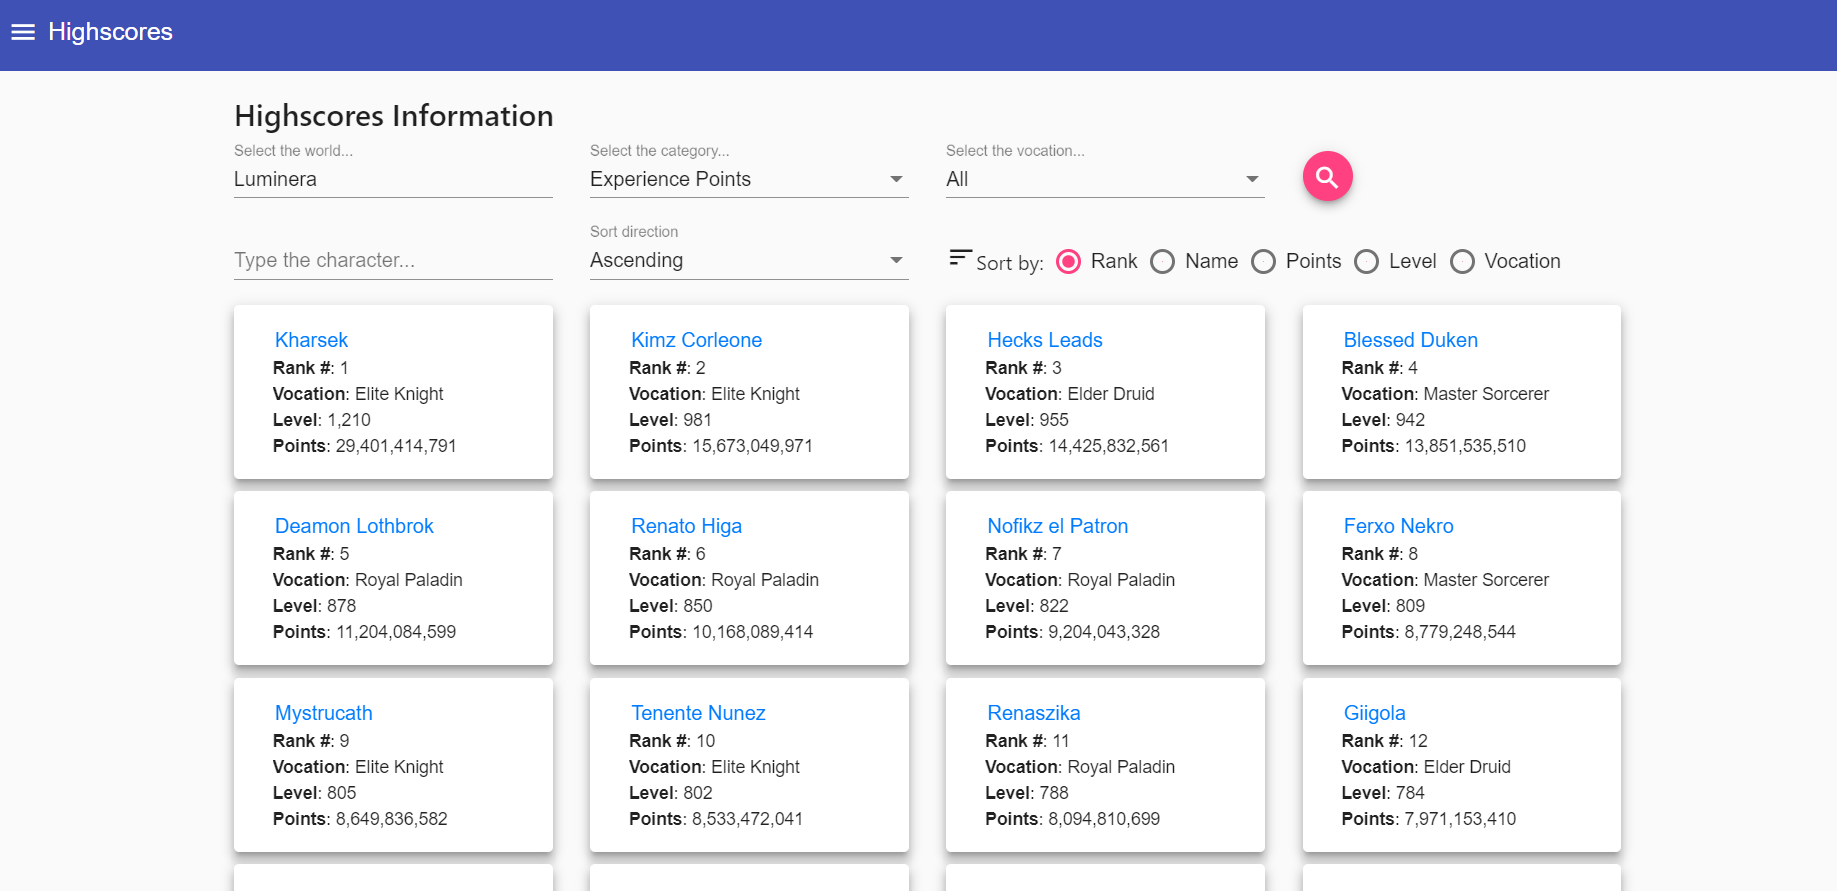 Highscores
Highscores Information
Select the world...
Luminera
Select the category...
Experience Points
Select the vocation...
All
Type the character...
Sort direction
Ascending
Sort by: Rank Name Points Level Vocation
Kharsek
Rank #: 1
Vocation: Elite Knight
Level: 1,210
Points: 29,401,414,791
Kimz Corleone
Rank #: 2
Vocation: Elite Knight
Level: 981
Points: 15,673,049,971
Hecks Leads
Rank #: 3
Vocation: Elder Druid
Level: 955
Points: 14,425,832,561
Blessed Duken
Rank #: 4
Vocation: Master Sorcerer
Level: 942
Points: 13,851,535,510
Deamon Lothbrok
Rank #: 5
Vocation: Royal Paladin
Level: 878
Points: 11,204,084,599
Renato Higa
Rank #: 6
Vocation: Royal Paladin
Level: 850
Points: 10,168,089,414
Nofikz el Patron
Rank #: 7
Vocation: Royal Paladin
Level: 822
Points: 9,204,043,328
Ferxo Nekro
Rank #: 8
Vocation: Master Sorcerer
Level: 809
Points: 8,779,248,544
Mystrucath
Rank #: 9
Vocation: Elite Knight
Level: 805
Points: 8,649,836,582
Tenente Nunez
Rank #: 10
Vocation: Elite Knight
Level: 802
Points: 8,533,472,041
Renaszika
Rank #: 11
Vocation: Royal Paladin
Level: 788
Points: 8,094,810,699
Giigola
Rank #: 12
Vocation: Elder Druid
Level: 784
Points: 7,971,153,410